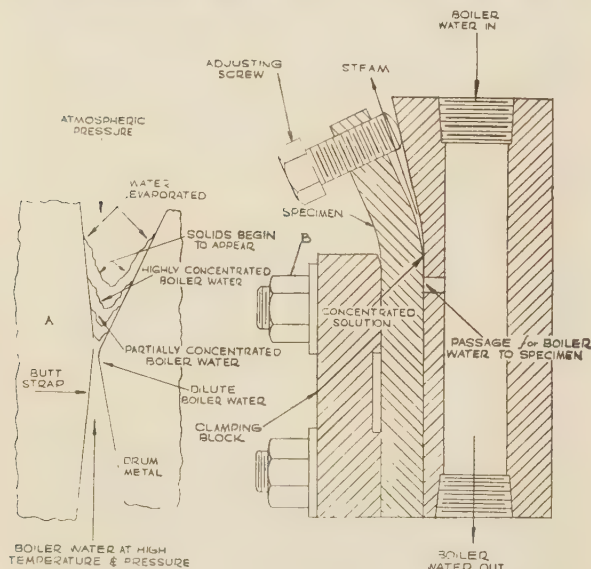 BOILER
WATER IN
ADJUSTING
SCREW
STEAM
ATMOSPHERIC
PRESSURE
WATER
EVAPORATED
SPECIMEN
SOLIDS BEGIN
TO APPEAR
B
HIGHLY CONCENTRATED
BOILER WATER
A
CONCENTRATED
SOLUTION
PASSAGE for BOILER
WATER TO SPECIMEN
PARTIALLY CONCENTRATED
BOILER WATER
BUTT
STRAP
DILUTE
BOILER WATER
CLAMPING
BLOCK
DRUM
METAL
BOILER WATER AT HIGH
TEMPERATURE & PRESSURE
BOILER
WATER OUT